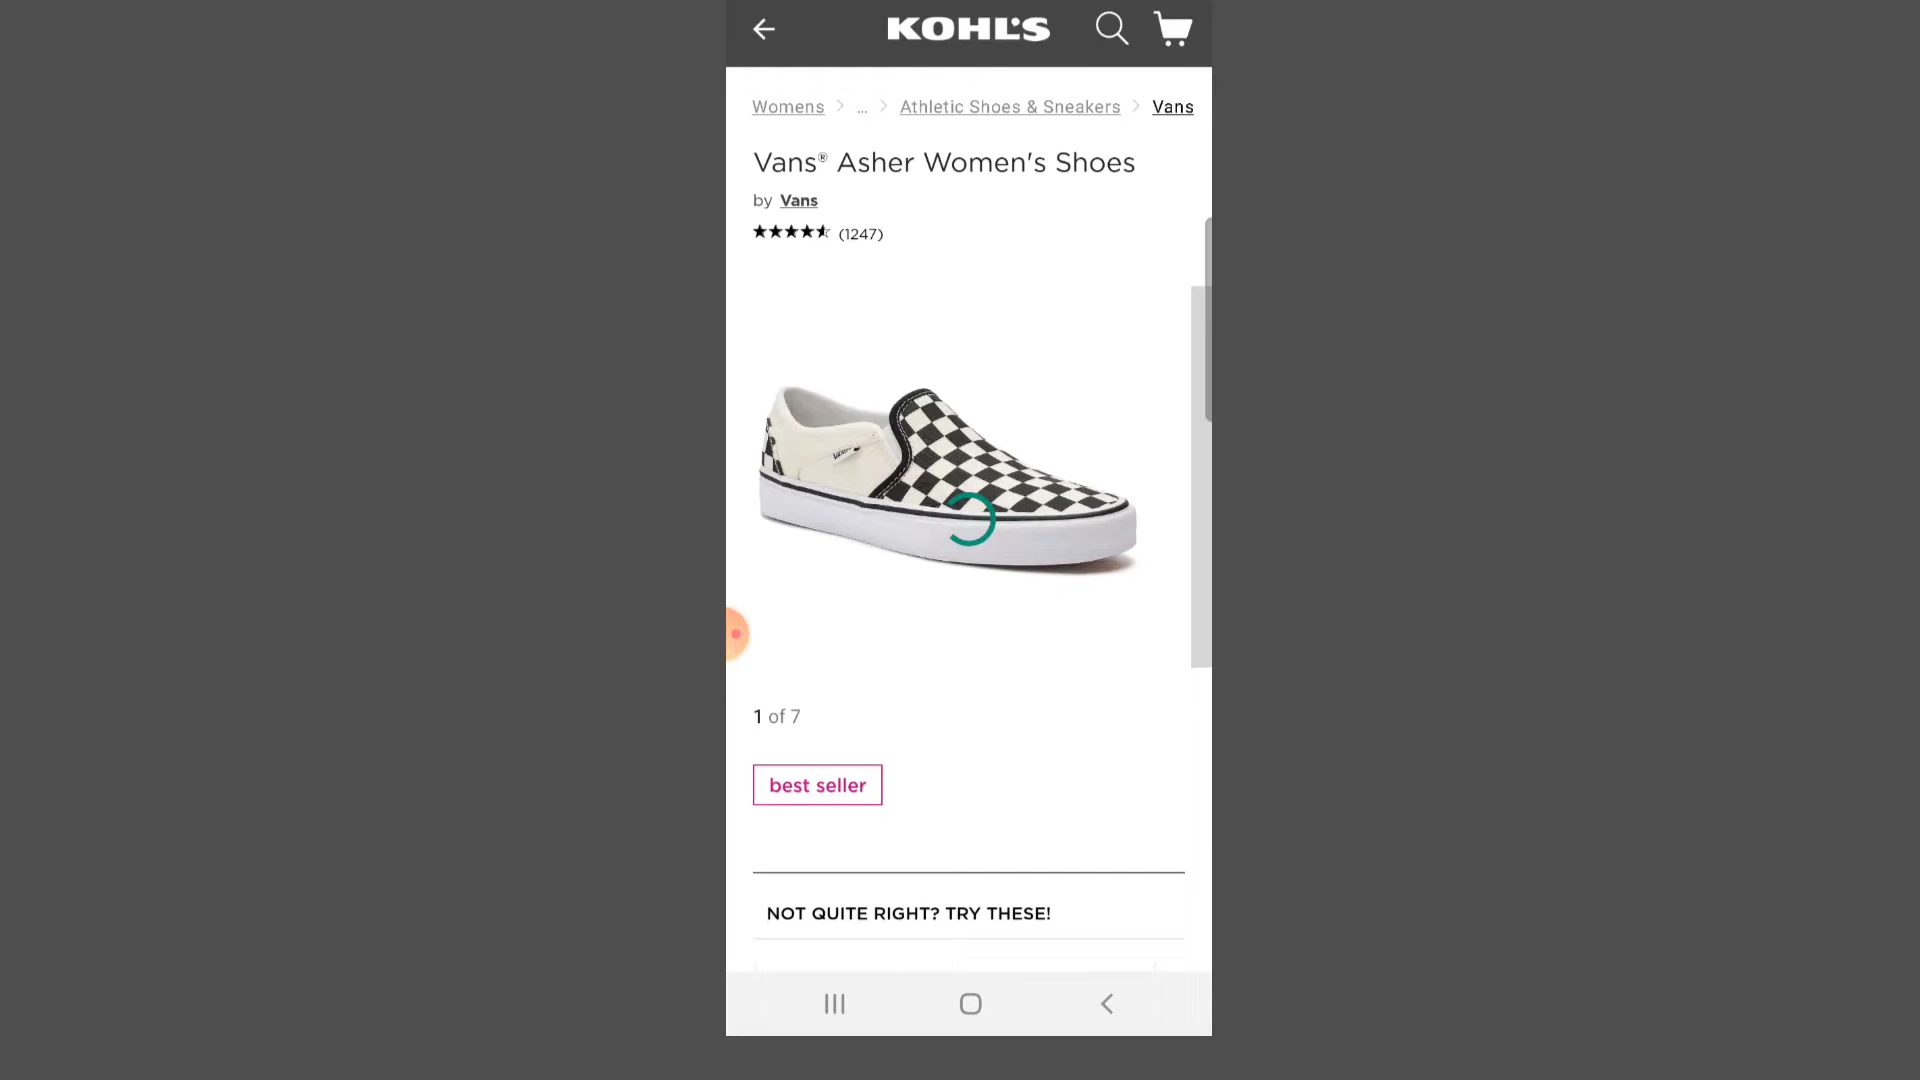 KOHL'S
Womens > ... > Athletic Shoes & Sneakers > Vans
Vans® Asher Women's Shoes
by Vans
(1247)
VANS
1 of 7
best seller
NOT QUITE RIGHT? TRY THESE!